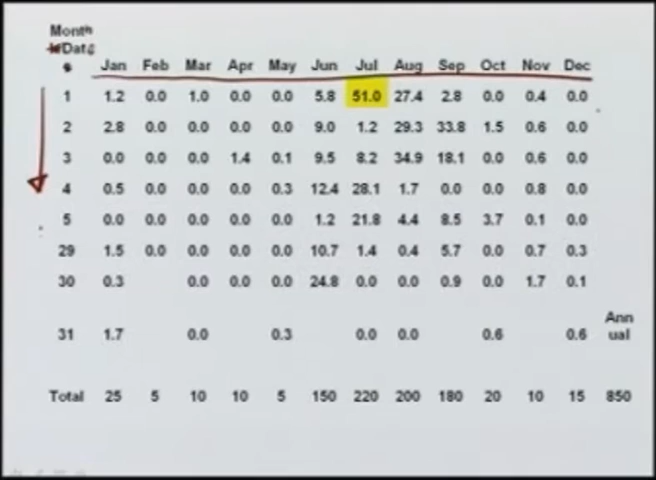 Month
Date
s Jan Feb Mar Apr May Jun Jul Aug Sep Oct Nov Dec
1 1.2 0.0 1.0 0.0 0.0 5.8 51.0 27.4 2.8 0.0 0.4 0.0
2 2.8 0.0 0.0 0.0 0.0 9.0 1.2 29.3 33.8 1.5 0.6 0.0
3 0.0 0.0 0.0 1.4 0.1 9.5 8.2 34.9 18.1 0.0 0.6 0.0
4 0.5 0.0 0.0 0.0 0.3 12.4 28.1 1.7 0.0 0.0 0.8 0.0
5 0.0 0.0 0.0 0.0 0.0 1.2 21.8 4.4 8.5 3.7 0.1 0.0
29 1.5 0.0 0.0 0.0 0.0 10.7 1.4 0.4 5.7 0.0 0.7 0.3
30 0.3 0.0 0.0 0.0 24.8 0.0 0.0 0.9 0.0 1.7 0.1
Ann
31 1.7 0.0 0.3 0.0 0.0 0.6 0.6 ual
Total 25 5 10 10 5 150 220 200 180 20 10 15 850